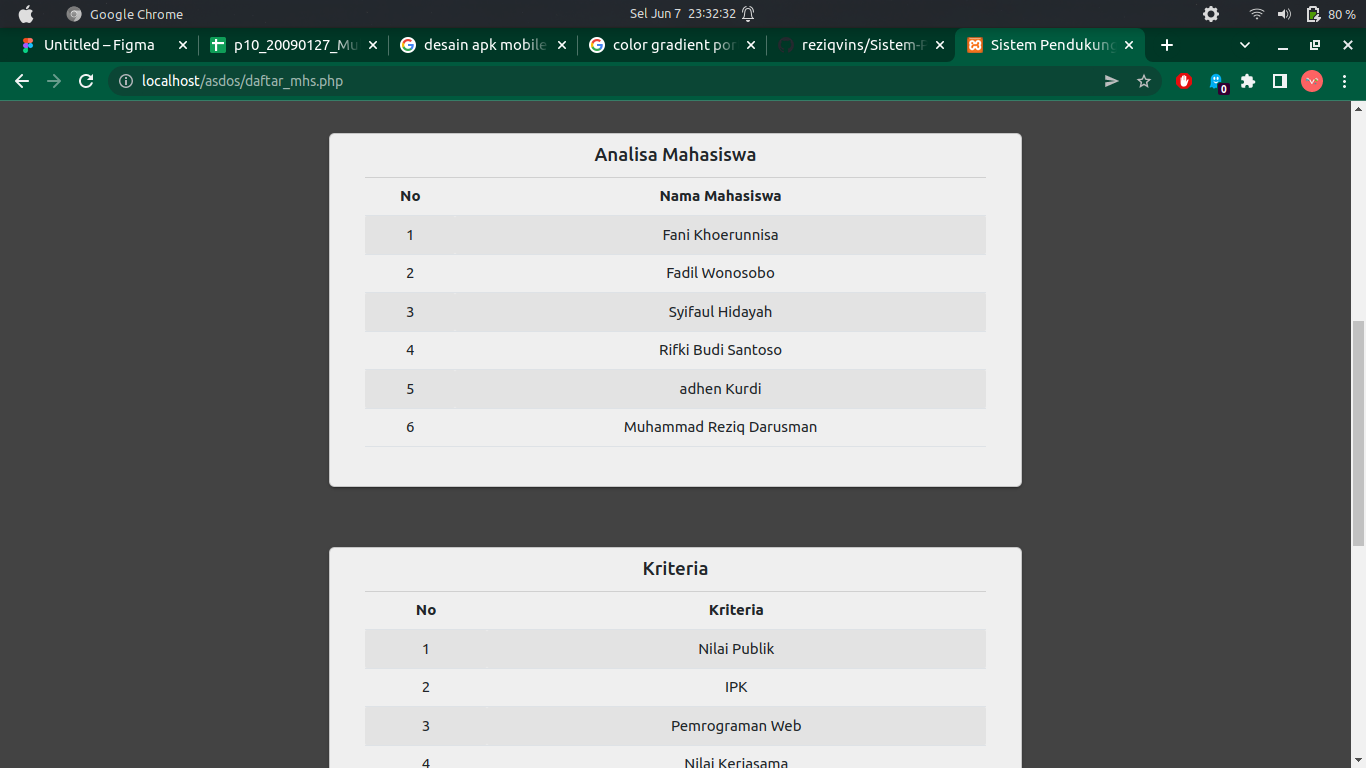 Google Chrome
Sel Jun 7 23:32:32
80 %
Untitled – Figma
p10_20090127_Mu
desain apk mobile
color gradient por
reziqvins/Sistem-P
Sistem Pendukung
localhost/asdos/daftar_mhs.php
0
Analisa Mahasiswa
No Nama Mahasiswa
1 Fani Khoerunnisa
2 Fadil Wonosobo
3 Syifaul Hidayah
4 Rifki Budi Santoso
5 adhen Kurdi
6 Muhammad Reziq Darusman
Kriteria
No Kriteria
1 Nilai Publik
2 IPK
3 Pemrograman Web
4 Nilai Kerjasama